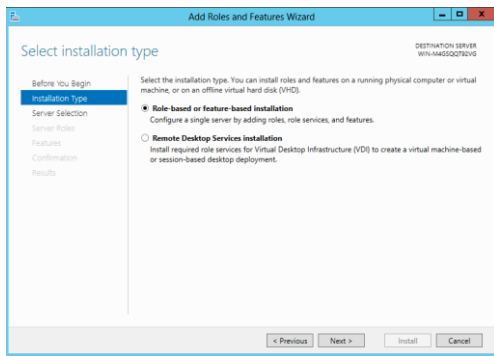 Add Roles and Features Wizard
Select installation type
DESTINATION SERVER
WIN-M4GSQQT82VG
Before You Begin
Installation Type
Server Selection
Server Roles
Features
Confirmation
Results
Select the installation type. You can install roles and features on a running physical computer or virtual
machine, or on an offline virtual hard disk (VHD).
Role-based or feature-based installation
Configure a single server by adding roles, role services, and features.
Remote Desktop Services installation
Install required role services for Virtual Desktop Infrastructure (VDI) to create a virtual machine-based
or session-based desktop deployment.
< Previous
Next >
Install
Cancel